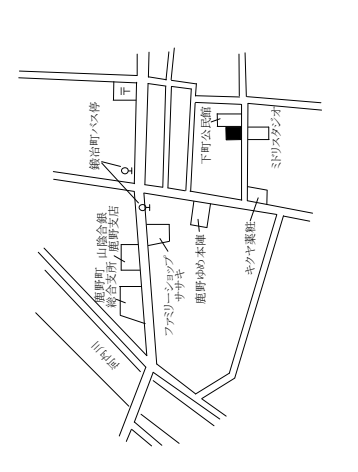 〒
鍛治町バス停
下町公民館
ミドリスタジオ
山陰合銀
鹿野支店
鹿野町
総合支所
ファミリーショップ
ササキ
鹿野ゆめ本陣
キクヤ薬粧
河内川